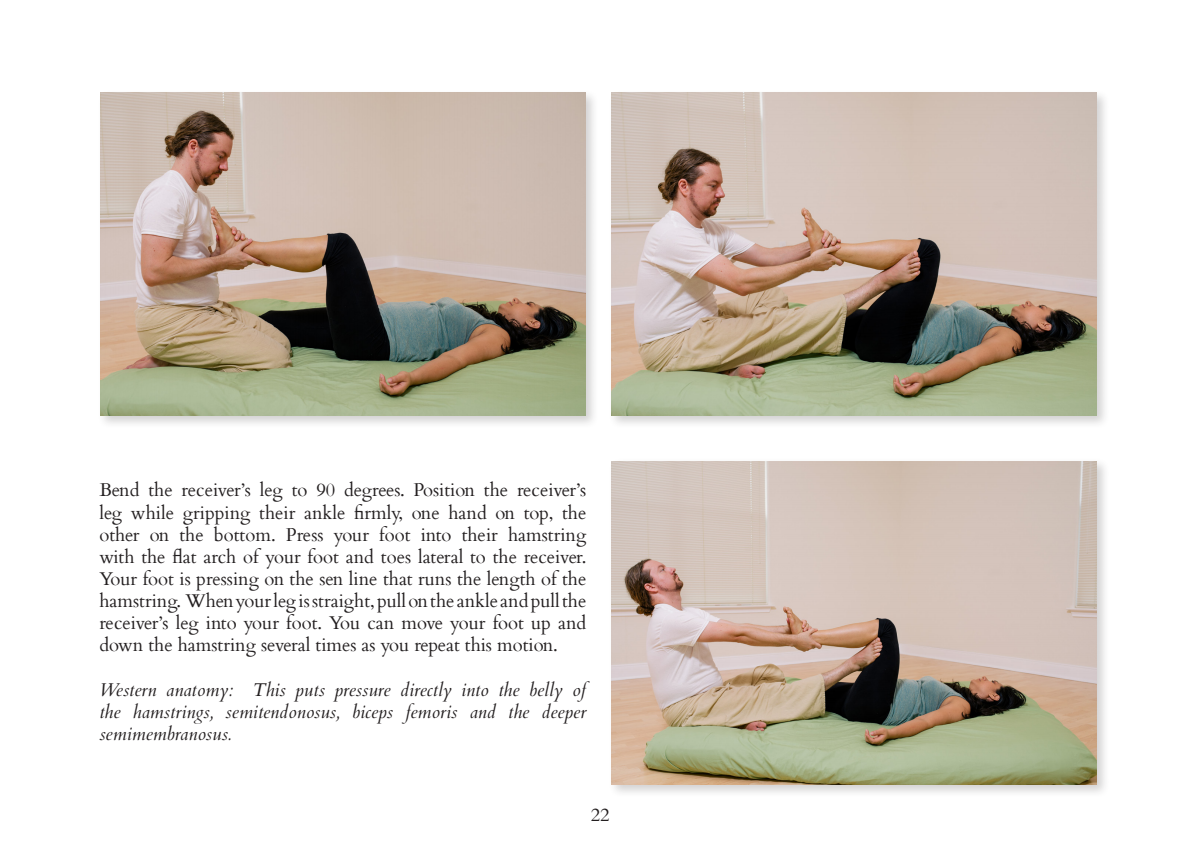 Bend the receiver’s leg to 90 degrees. Position the receiver’s
leg while gripping their ankle firmly, one hand on top, the
other on the bottom. Press your foot into their hamstring
with the flat arch of your foot and toes lateral to the receiver.
Your foot is pressing on the sen line that runs the length of the
hamstring. When your leg is straight, pull on the ankle and pull the
receiver’s leg into your foot. You can move your foot up and
down the hamstring several times as you repeat this motion.
Western anatomy: This puts pressure directly into the belly of
the hamstrings, semitendonosus, biceps femoris and the deeper
semimembranosus.
22